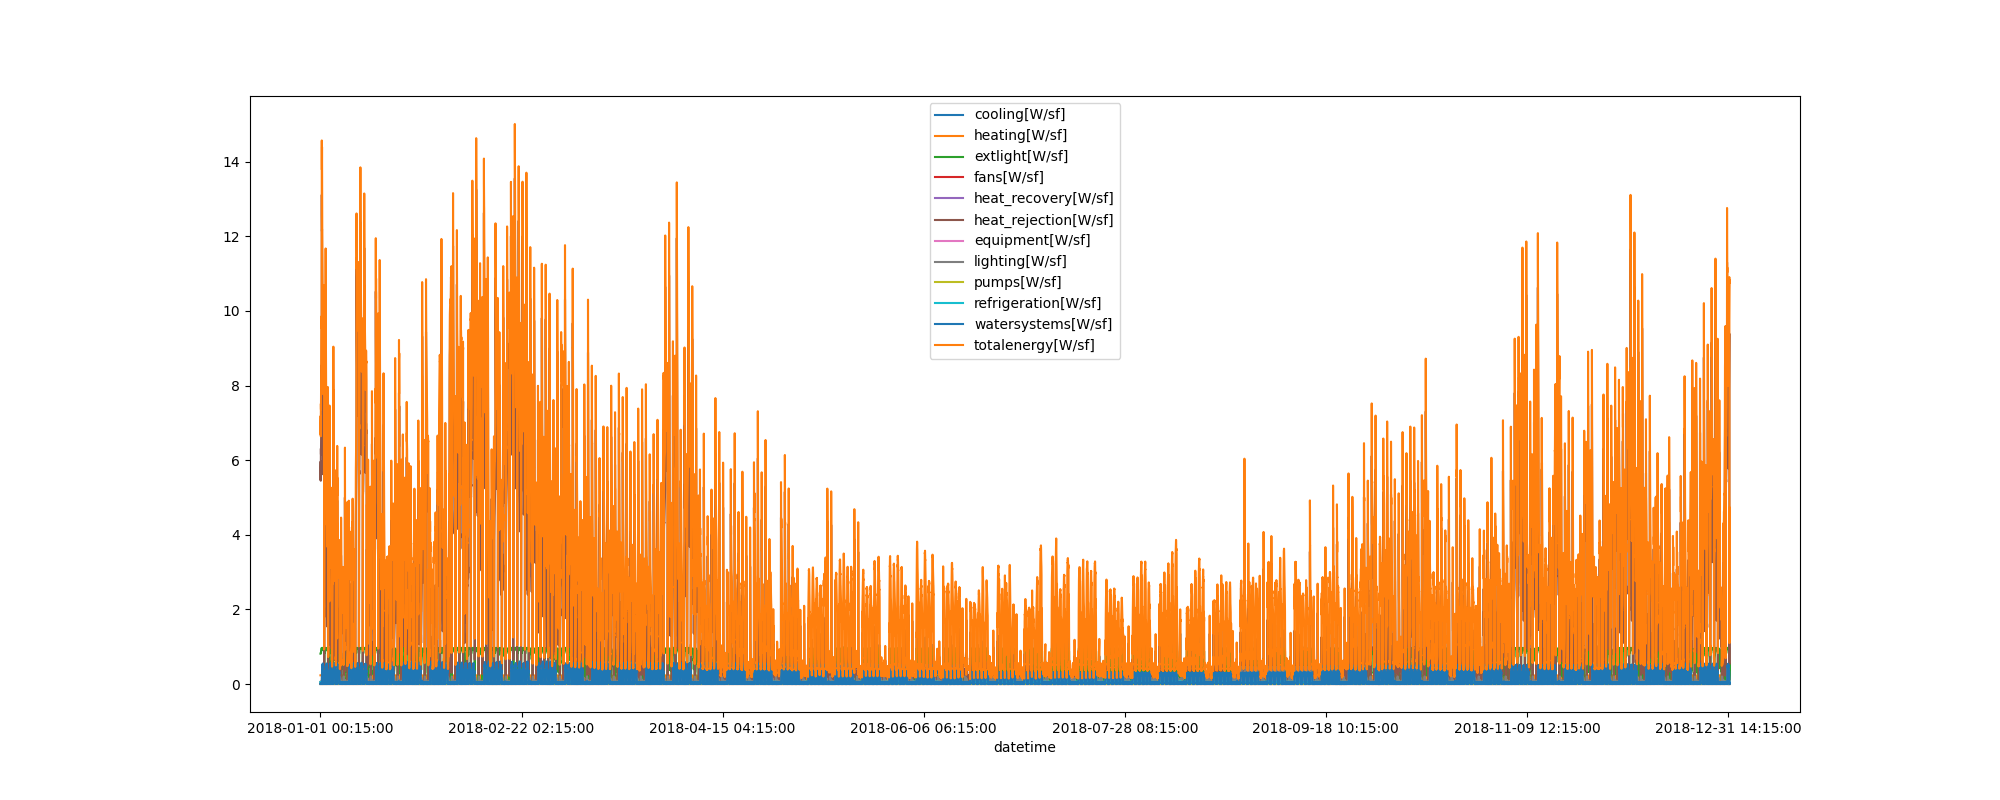 cooling[W/sf]
heating[W/sf]
extlight[W/sf]
fans[W/sf]
heat_recovery[W/sf]
heat_rejection[W/sf]
equipment[W/sf]
lighting[W/sf]
pumps[W/sf]
refrigeration[W/sf]
watersystems[W/sf]
totalenergy[W/sf]
14
12
10
8
6
4
2
0
2018-01-01 00:15:00 2018-02-22 02:15:00 2018-04-15 04:15:00 2018-06-06 06:15:00 2018-07-28 08:15:00 2018-09-18 10:15:00 2018-11-09 12:15:00 2018-12-31 14:15:00
datetime